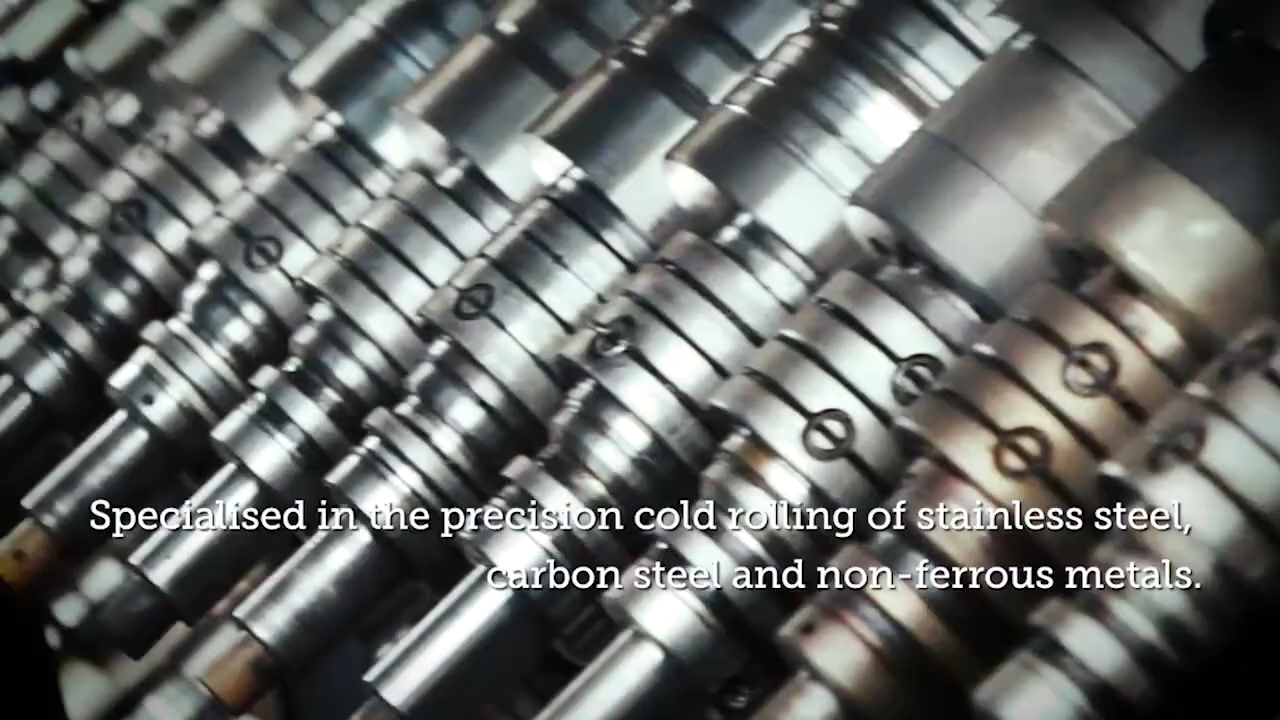 Specialised in the precision cold rolling of stainless steel,
carbon steel and non-ferrous metals.